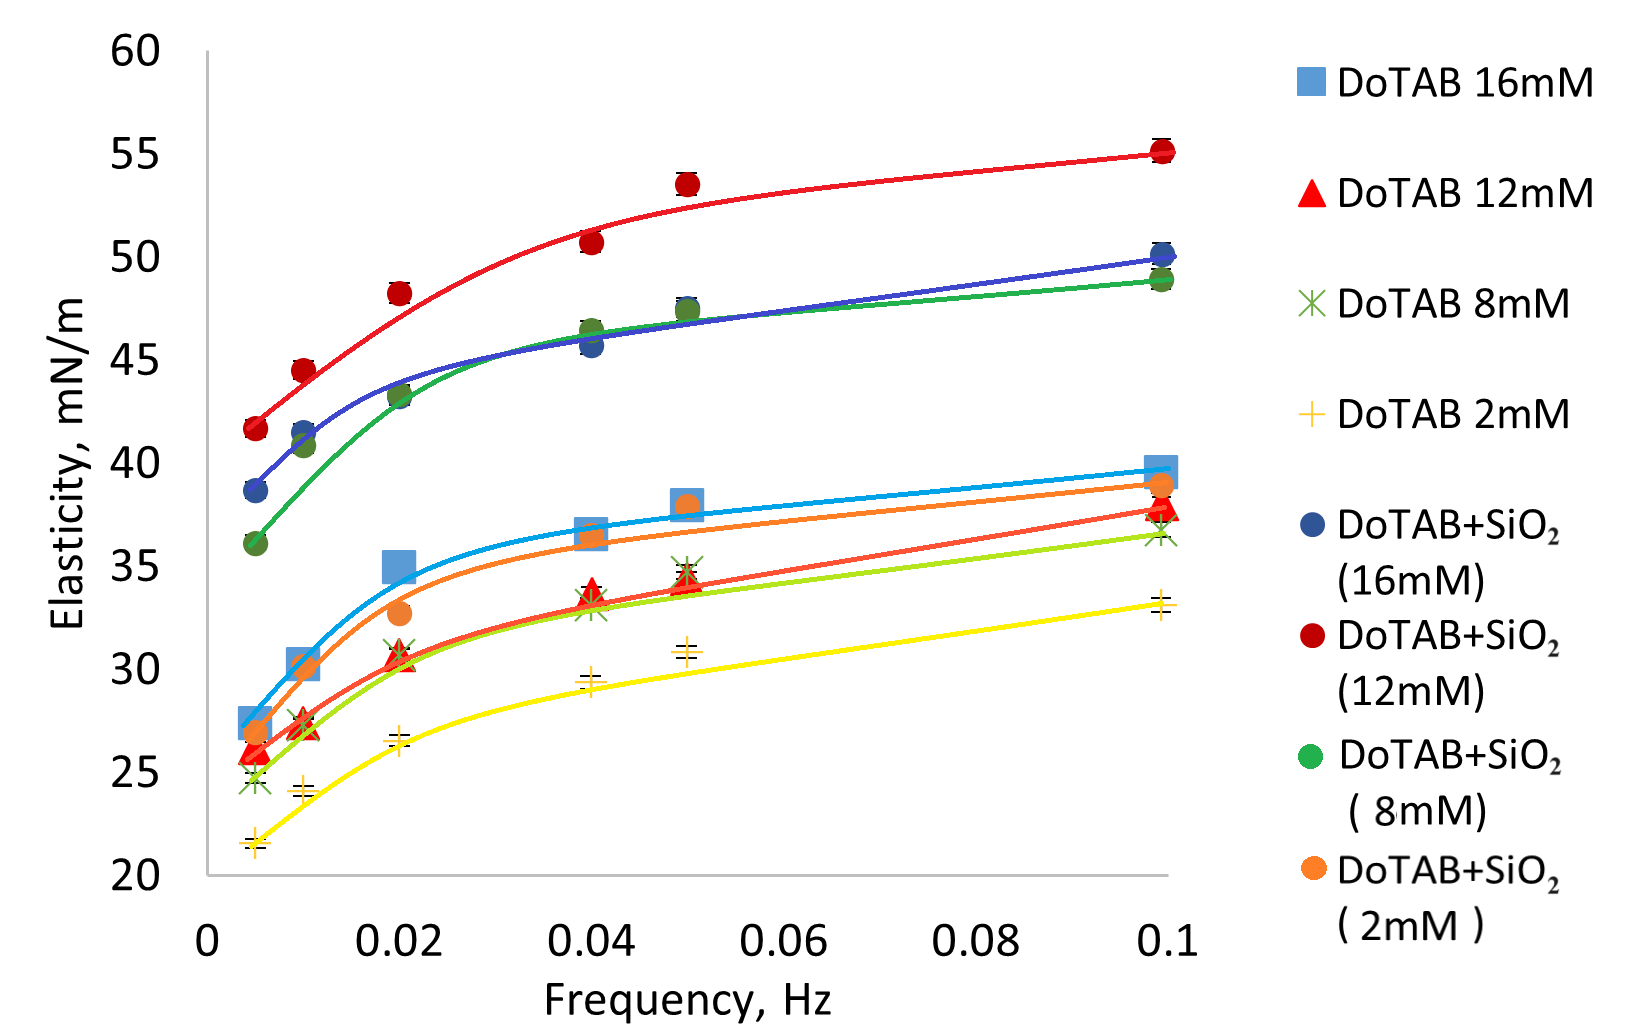 60
55
50
45
40
35
30
25
20
Elasticity, mN/m
0 0.02 0.04 0.06 0.08 0.1
Frequency, Hz
DoTAB 16mM
DoTAB 12mM
DoTAB 8mM
DoTAB 2mM
DoTAB+SiO₂
(16mM)
DoTAB+SiO₂
(12mM)
DoTAB+SiO₂
( 8mM)
DoTAB+SiO₂
( 2mM )